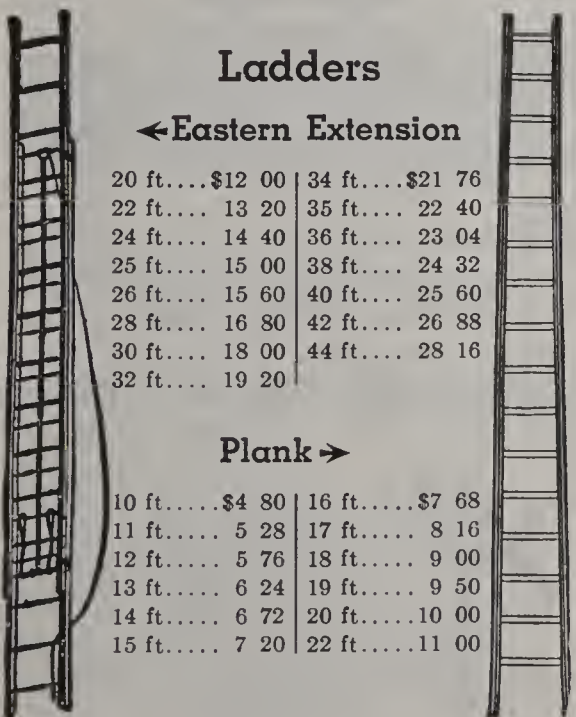 Ladders
←Eastern Extension
20 ft....$12 00 | 34 ft....$21 76
22 ft.... 13 20 | 35 ft.... 22 40
24 ft.... 14 40 | 36 ft.... 23 04
25 ft.... 15 00 | 38 ft.... 24 32
26 ft.... 15 60 | 40 ft.... 25 60
28 ft.... 16 80 | 42 ft.... 26 88
30 ft.... 18 00 | 44 ft.... 28 16
32 ft.... 19 20
Plank→
10 ft.....$4 80 | 16 ft.....$7 68
11 ft..... 5 28 | 17 ft..... 8 16
12 ft..... 5 76 | 18 ft..... 9 00
13 ft..... 6 24 | 19 ft..... 9 50
14 ft..... 6 72 | 20 ft.....10 00
15 ft..... 7 20 | 22 ft.....11 00